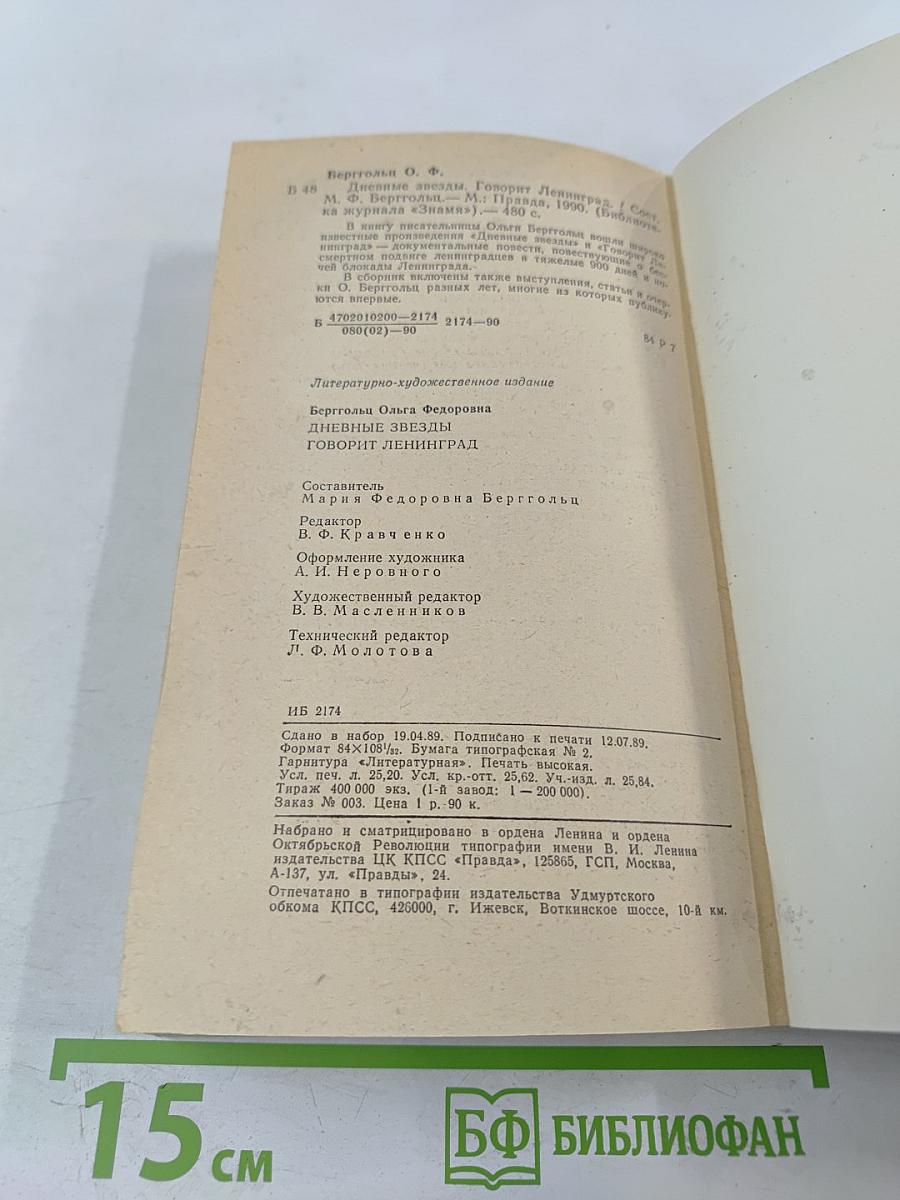 Берггольц О. Ф.
Б 48 Дневные звезды. Говорит Ленинград. / Сост.
М. Ф. Берггольц.— М.: Правда, 1990. (Библиоте-
ка журнала «Знамя»).— 480 с.
В книгу писательницы Ольги Берггольц вошли широко
известные произведения «Дневные звезды» и «Говорит Ле-
нинград» — документальные повести, повествующие о бес-
смертном подвиге ленинградцев в тяжелые 900 дней и но-
чей блокады Ленинграда.
В сборник включены также выступления, статьи и очер-
ки О. Берггольц разных лет, многие из которых публику-
ются впервые.
Б 4702010200—2174 2174—90
080(02)—90
84 Р 7
Литературно-художественное издание
Берггольц Ольга Федоровна
ДНЕВНЫЕ ЗВЕЗДЫ
ГОВОРИТ ЛЕНИНГРАД
Составитель
Мария Федоровна Берггольц
Редактор
В. Ф. Кравченко
Оформление художника
А. И. Неровного
Художественный редактор
В. В. Масленников
Технический редактор
Л. Ф. Молотова
ИБ 2174
Сдано в набор 19.04.89. Подписано к печати 12.07.89.
Формат 84×108¹/₃₂. Бумага типографская № 2.
Гарнитура «Литературная». Печать высокая.
Усл. печ. л. 25,20. Усл. кр.-отт. 25,62. Уч.-изд. л. 25,84.
Тираж 400 000 экз. (1-й завод: 1 — 200 000).
Заказ № 003. Цена 1 р. 90 к.
Набрано и сматрицировано в ордена Ленина и ордена
Октябрьской Революции типографии имени В. И. Ленина
издательства ЦК КПСС «Правда», 125865, ГСП, Москва,
А-137, ул. «Правды», 24.
Отпечатано в типографии издательства Удмуртского
обкома КПСС, 426000, г. Ижевск, Воткинское шоссе, 10-й км.
15 см
БФ БИБЛИОФАН